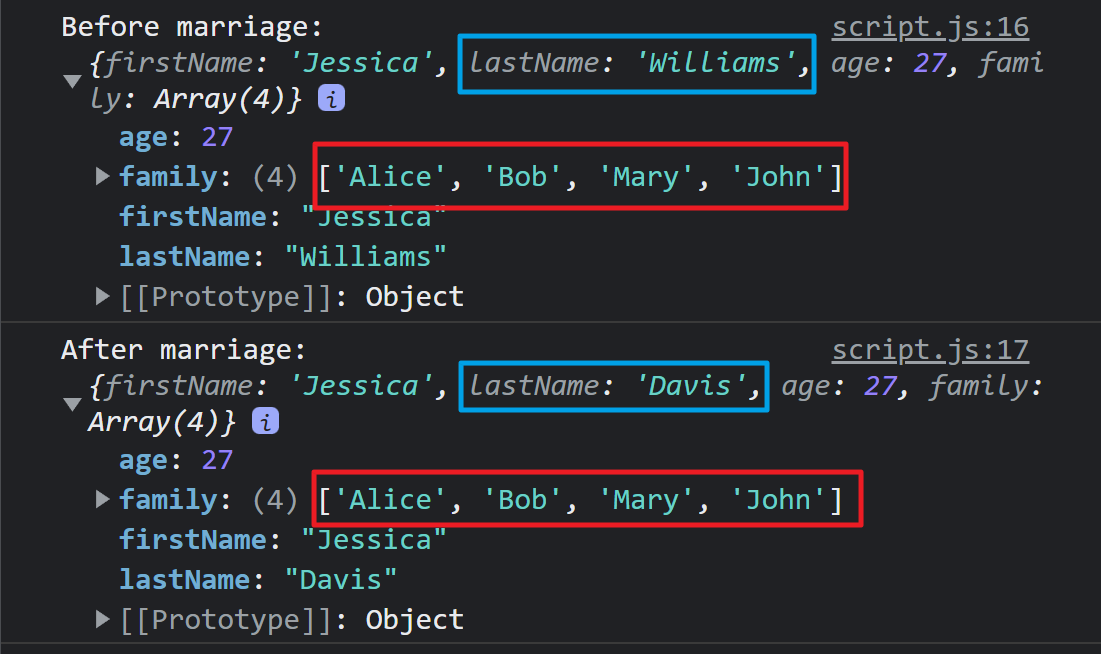 Before marriage: script.js:16
{firstName: 'Jessica', lastName: 'Williams', age: 27, fami
ly: Array(4)} i
age: 27
family: (4) ['Alice', 'Bob', 'Mary', 'John']
firstName: "Jessica"
lastName: "Williams"
[[Prototype]]: Object
After marriage: script.js:17
{firstName: 'Jessica', lastName: 'Davis', age: 27, family:
Array(4)} i
age: 27
family: (4) ['Alice', 'Bob', 'Mary', 'John']
firstName: "Jessica"
lastName: "Davis"
[[Prototype]]: Object